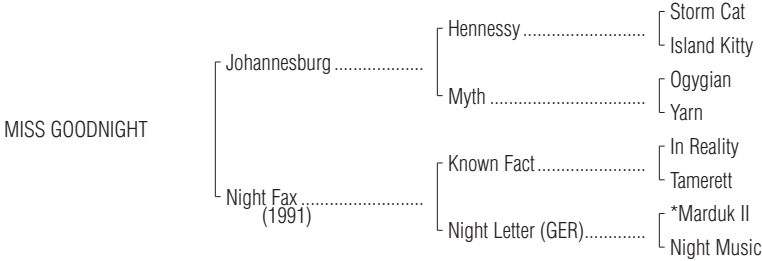 Storm Cat
Hennessy ..........................
Island Kitty
Johannesburg ...................
Ogygian
Myth .................................
Yarn
MISS GOODNIGHT
In Reality
Known Fact.......................
Tamerett
Night Fax ..........................
(1991)
*Marduk II
Night Letter (GER).............
Night Music